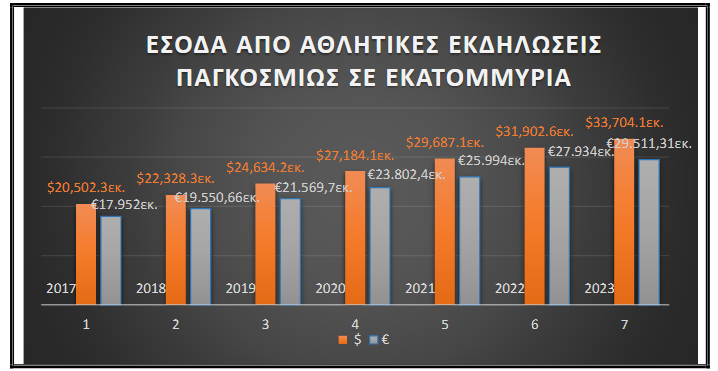 ΕΣΟΔΑ ΑΠΟ ΑΘΛΗΤΙΚΕΣ ΕΚΔΗΛΩΣΕΙΣ
ΠΑΓΚΟΣΜΙΩΣ ΣΕ ΕΚΑΤΟΜΜΥΡΙΑ
$20,502.3εκ.
€17.952εκ.
$22,328.3εκ.
€19.550,66εκ.
$24,634.2εκ.
€21.569,7εκ.
$27,184.1εκ.
€23.802,4εκ.
$29,687.1εκ.
€25.994εκ.
$31,902.6εκ.
€27.934εκ.
$33,704.1εκ.
€29.511,31εκ.
2017 2018 2019 2020 2021 2022 2023
1 2 3 4 5 6 7
$ €